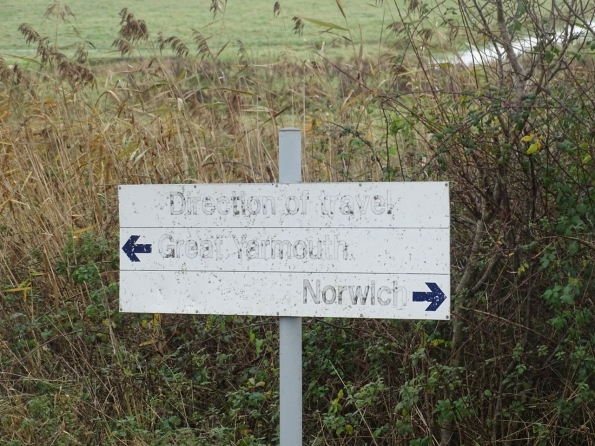 Direction of travel
Great Yarmouth
Norwich